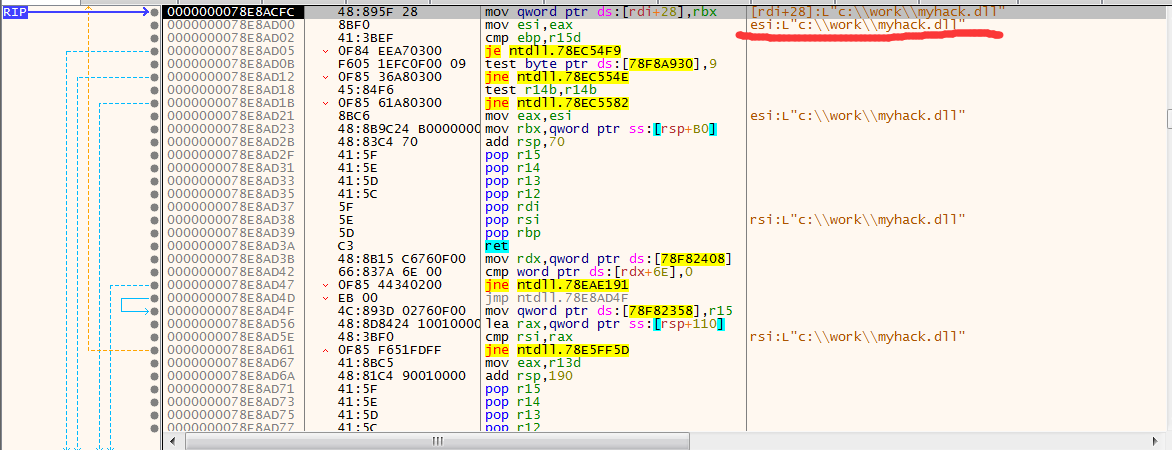 RIP
0000000078E8ACFC 48:895F 28 mov qword ptr ds:[rdi+28],rbx [rdi+28]:L"c:\\work\\myhack.dll"
0000000078E8AD00 8BF0 mov esi,eax esi:L"c:\\work\\myhack.dll"
0000000078E8AD02 41:3BEF cmp ebp,r15d
0000000078E8AD05 0F84 EEA70300 je ntdll.78EC54F9
0000000078E8AD0B F605 1EFC0F00 09 test byte ptr ds:[78F8A930],9
0000000078E8AD12 0F85 36A80300 jne ntdll.78EC554E
0000000078E8AD18 45:84F6 test r14b,r14b
0000000078E8AD1B 0F85 61A80300 jne ntdll.78EC5582
0000000078E8AD21 8BC6 mov eax,esi esi:L"c:\\work\\myhack.dll"
0000000078E8AD23 48:8B9C24 B0000000 mov rbx,qword ptr ss:[rsp+B0]
0000000078E8AD2B 48:83C4 70 add rsp,70
0000000078E8AD2F 41:5F pop r15
0000000078E8AD31 41:5E pop r14
0000000078E8AD33 41:5D pop r13
0000000078E8AD35 41:5C pop r12
0000000078E8AD37 5F pop rdi
0000000078E8AD38 5E pop rsi rsi:L"c:\\work\\myhack.dll"
0000000078E8AD39 5D pop rbp
0000000078E8AD3A C3 ret
0000000078E8AD3B 48:8B15 C6760F00 mov rdx,qword ptr ds:[78F82408]
0000000078E8AD42 66:837A 6E 00 cmp word ptr ds:[rdx+6E],0
0000000078E8AD47 0F85 44340200 jne ntdll.78EAE191
0000000078E8AD4D EB 00 jmp ntdll.78E8AD4F
0000000078E8AD4F 4C:893D 02760F00 mov qword ptr ds:[78F82358],r15
0000000078E8AD56 48:8D8424 10010000 lea rax,qword ptr ss:[rsp+110]
0000000078E8AD5E 48:3BF0 cmp rsi,rax rsi:L"c:\\work\\myhack.dll"
0000000078E8AD61 0F85 F651FDFF jne ntdll.78E5FF5D
0000000078E8AD67 41:8BC5 mov eax,r13d
0000000078E8AD6A 48:81C4 90010000 add rsp,190
0000000078E8AD71 41:5F pop r15
0000000078E8AD73 41:5E pop r14
0000000078E8AD75 41:5D pop r13
0000000078E8AD77 41:5C pop r12